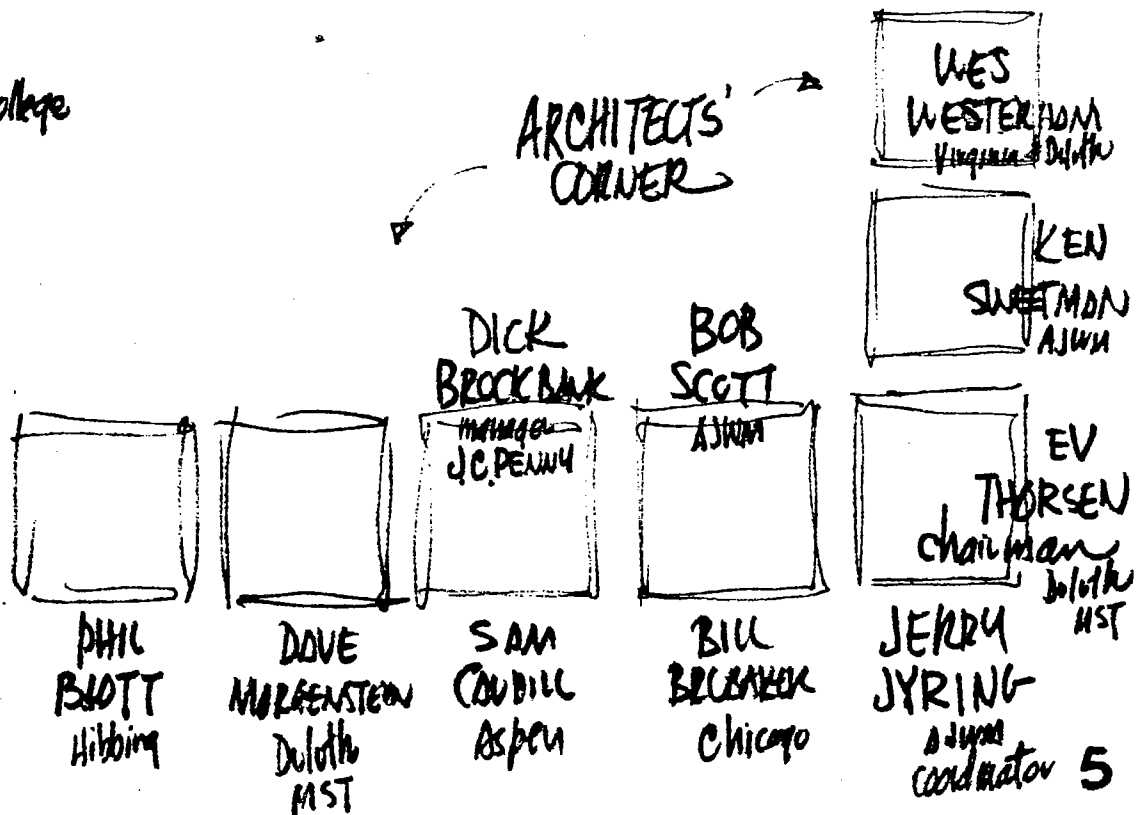 ollege
ARCHITECTS'
CORNER
WES
WESTERHAM
Virginia & Duluth
KEN
SWEETMAN
AJWM
DICK
BROCKBANK
manager
J.C. PENNY
BOB
SCOTT
AJWM
EV
THORSEN
chairman
Duluth
MST
PHIL
BLOTT
Hibbing
DAVE
MORGENSTERN
Duluth
MST
SAM
CAUDILL
Aspen
BILL
BRUBAKER
Chicago
JERRY
JYRING
AJWM
coordinator
5